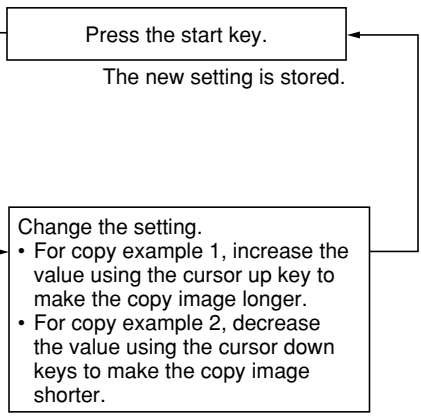 Press the start key.
The new setting is stored.
Change the setting.
• For copy example 1, increase the
value using the cursor up key to
make the copy image longer.
• For copy example 2, decrease
the value using the cursor down
keys to make the copy image
shorter.